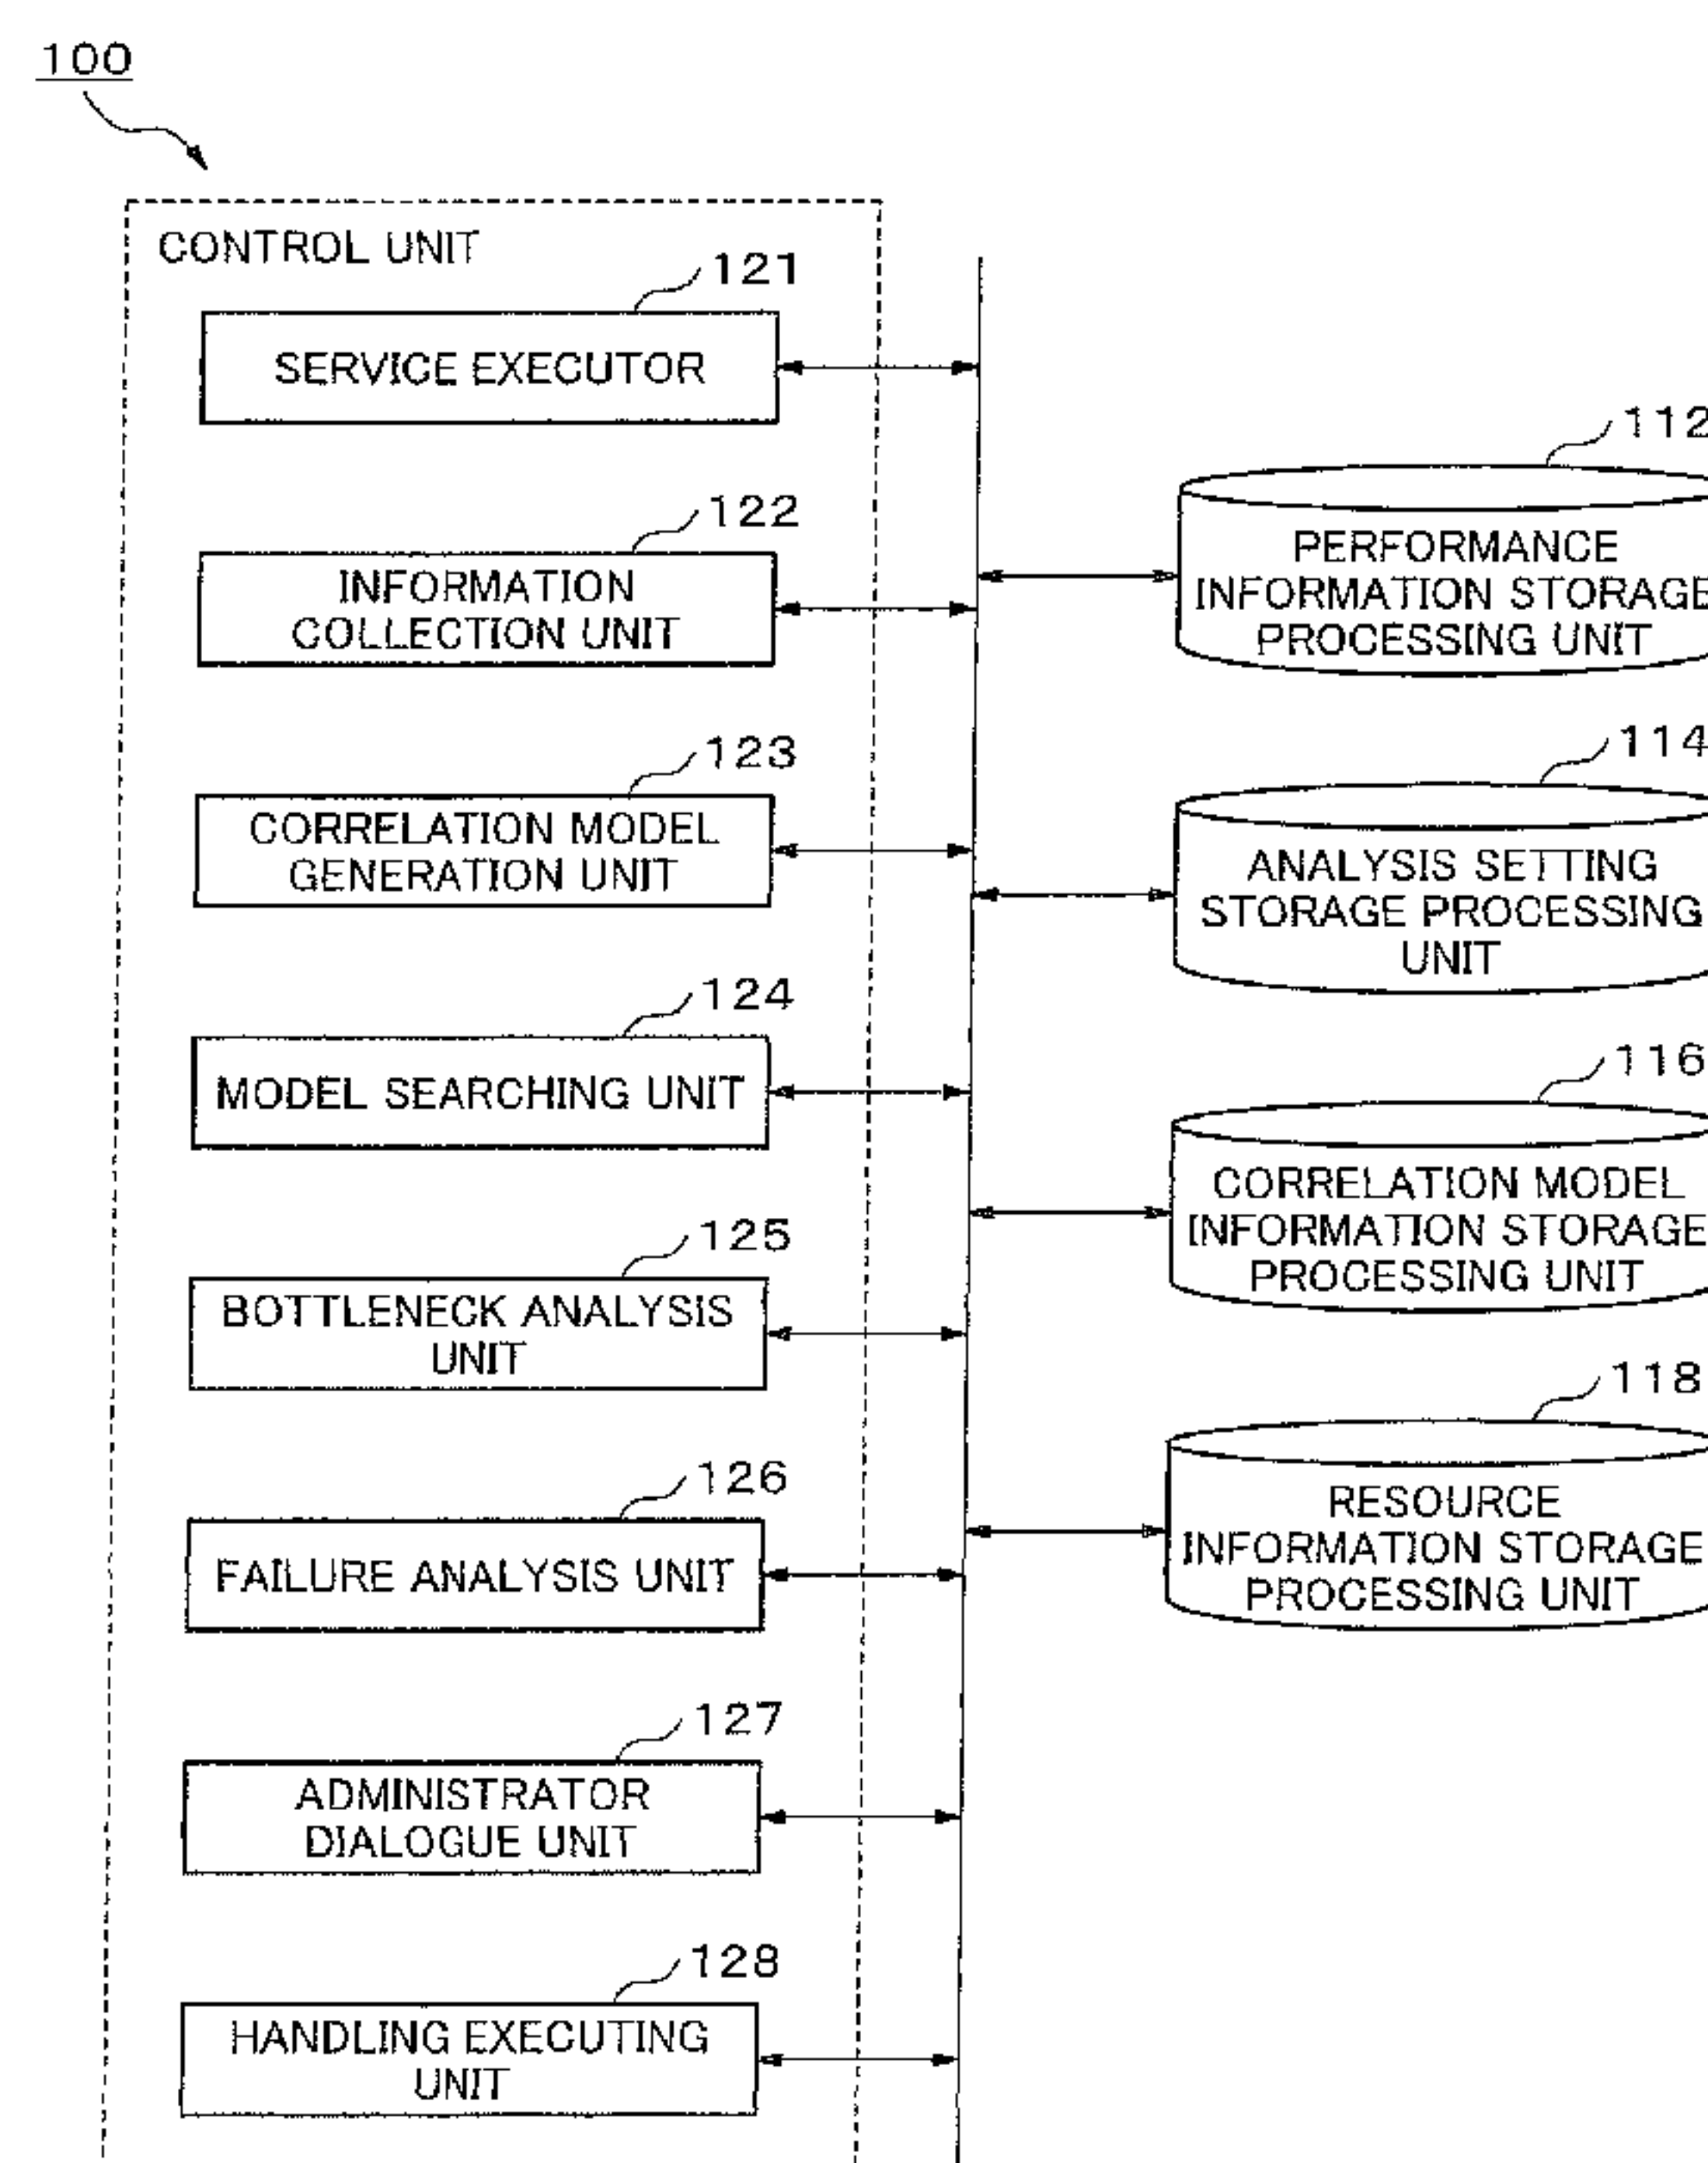 100
CONTROL UNIT
121
SERVICE EXECUTOR
122
INFORMATION
COLLECTION UNIT
123
CORRELATION MODEL
GENERATION UNIT
124
MODEL SEARCHING UNIT
125
BOTTLENECK ANALYSIS
UNIT
126
FAILURE ANALYSIS UNIT
127
ADMINISTRATOR
DIALOGUE UNIT
128
HANDLING EXECUTING
UNIT
112
PERFORMANCE
INFORMATION STORAGE
PROCESSING UNIT
114
ANALYSIS SETTING
STORAGE PROCESSING
UNIT
116
CORRELATION MODEL
INFORMATION STORAGE
PROCESSING UNIT
118
RESOURCE
INFORMATION STORAGE
PROCESSING UNIT